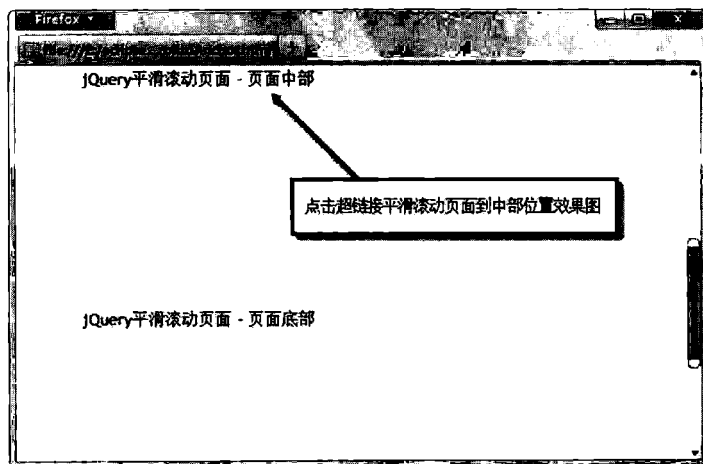 Firefox
jQuery平滑滚动页面 - 页面中部
点击超链接平滑滚动页面到中部位置效果图
jQuery平滑滚动页面 - 页面底部